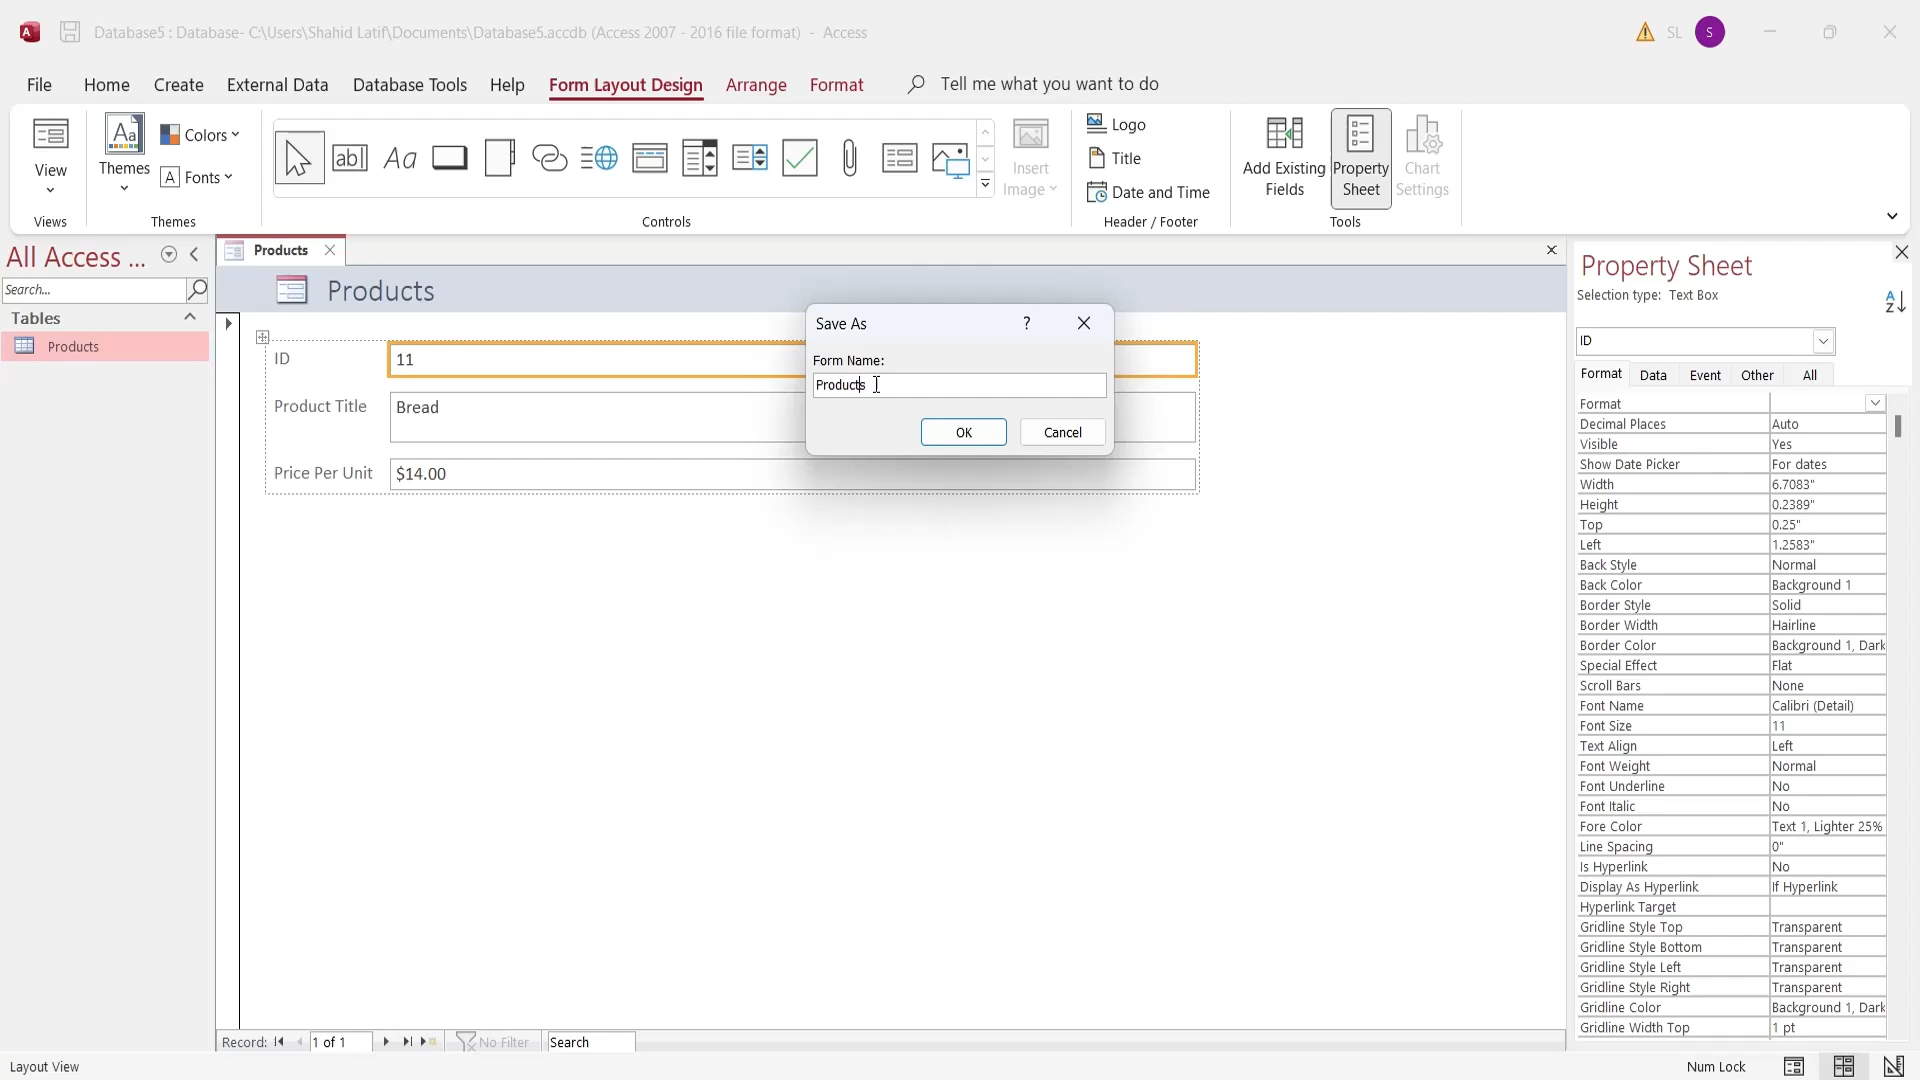 Database5 : Database- C:\Users\Shahid Latif\Documents\Database5.accdb (Access 2007 - 2016 file format) - Access
SL
S
File Home Create External Data Database Tools Help Form Layout Design Arrange Format Tell me what you want to do
View
Views
Themes
Colors
Fonts
Themes
Aa
Controls
Insert Image
Logo
Title
Date and Time
Header / Footer
Add Existing Fields
Property Sheet
Chart Settings
Tools
All Access ...
Search...
Tables
Products
Products
Products
ID 11
Product Title Bread
Price Per Unit $14.00
Save As ?
Form Name:
Products
OK Cancel
Property Sheet
Selection type: Text Box
ID
Format Data Event Other All
Format
Decimal Places Auto
Visible Yes
Show Date Picker For dates
Width 6.7083"
Height 0.2389"
Top 0.25"
Left 1.2583"
Back Style Normal
Back Color Background 1
Border Style Solid
Border Width Hairline
Border Color Background 1, Dark
Special Effect Flat
Scroll Bars None
Font Name Calibri (Detail)
Font Size 11
Text Align Left
Font Weight Normal
Font Underline No
Font Italic No
Fore Color Text 1, Lighter 25%
Line Spacing 0"
Is Hyperlink No
Display As Hyperlink If Hyperlink
Hyperlink Target
Gridline Style Top Transparent
Gridline Style Bottom Transparent
Gridline Style Left Transparent
Gridline Style Right Transparent
Gridline Color Background 1, Dark
Gridline Width Top 1 pt
Record: 1 of 1 No Filter Search
Layout View
Num Lock